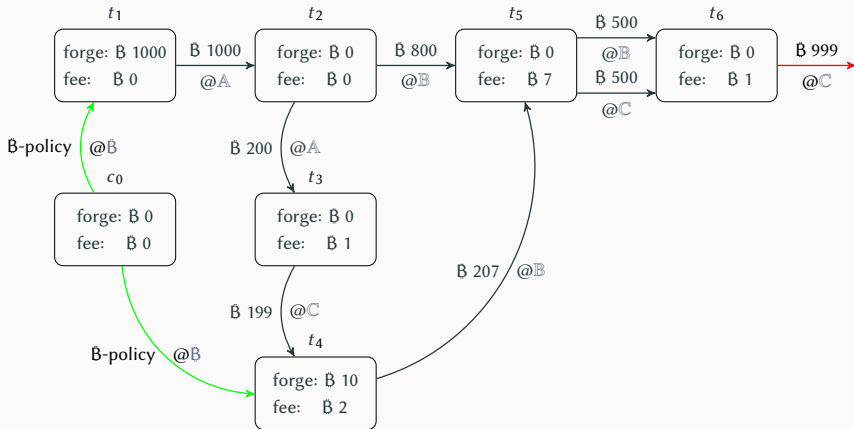 t1
t2
t5
t6
forge: ₿ 1000
fee: ₿ 0
₿ 1000
@𝔸
forge: ₿ 0
fee: ₿ 0
₿ 800
@𝔹
forge: ₿ 0
fee: ₿ 7
₿ 500
@𝔹
₿ 500
@ℂ
forge: ₿ 0
fee: ₿ 1
₿ 999
@ℂ
₿-policy @₿
₿ 200 @𝔸
c0
t3
forge: ₿ 0
fee: ₿ 0
forge: ₿ 0
fee: ₿ 1
₿ 207 @𝔹
₿ 199 @ℂ
t4
₿-policy @₿
forge: ₿ 10
fee: ₿ 2